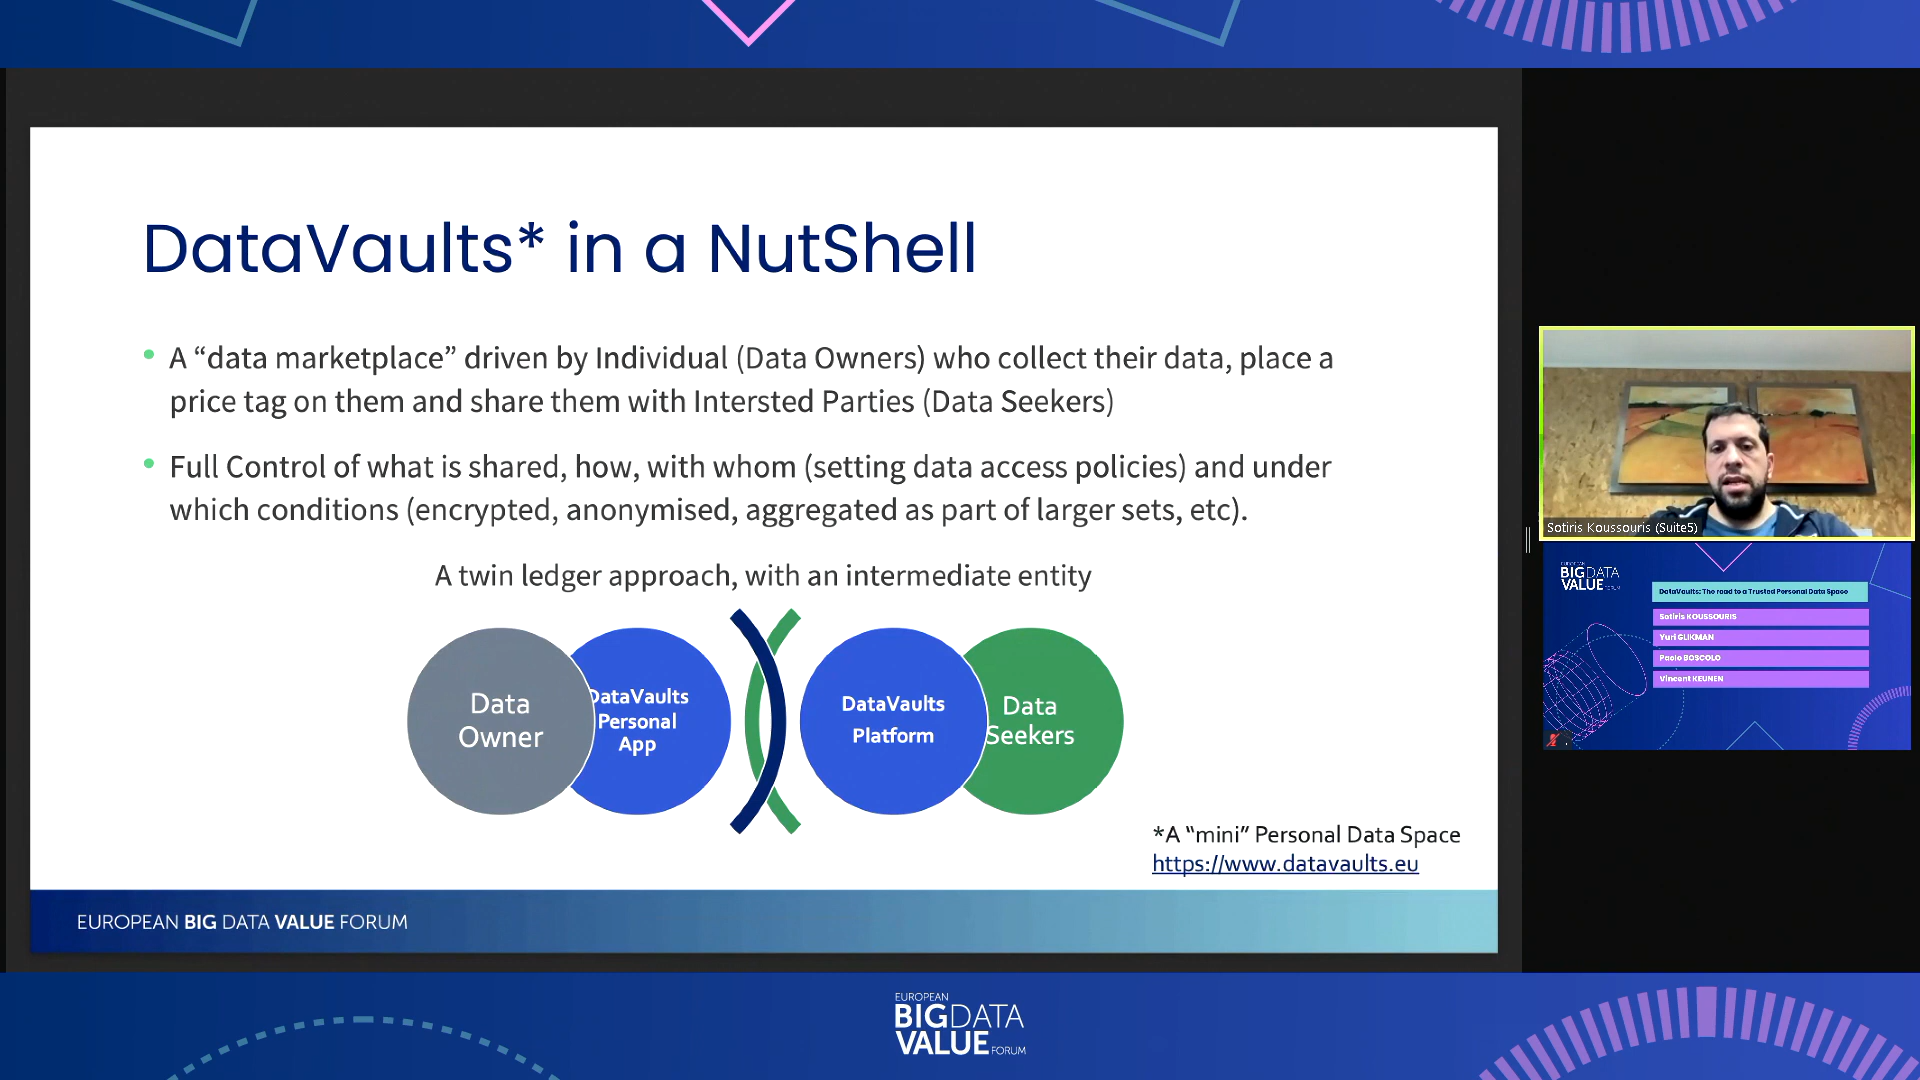 DataVaults* in a NutShell
• A “data marketplace” driven by Individual (Data Owners) who collect their data, place a
price tag on them and share them with Intersted Parties (Data Seekers)
• Full Control of what is shared, how, with whom (setting data access policies) and under
which conditions (encrypted, anonymised, aggregated as part of larger sets, etc).
A twin ledger approach, with an intermediate entity
Data
Owner
DataVaults
Personal
App
DataVaults
Platform
Data
Seekers
*A “mini” Personal Data Space
https://www.datavaults.eu
EUROPEAN BIG DATA VALUE FORUM
Sotiris Koussouris (Suite5)
EUROPEAN
BIGDATA
VALUE FORUM
DataVaults: The road to a Trusted Personal Data Space
Sotiris KOUSSOURIS
Yuri GLIKMAN
Paolo BOSCOLO
Vincent KEUNEN
EUROPEAN
BIGDATA
VALUE FORUM